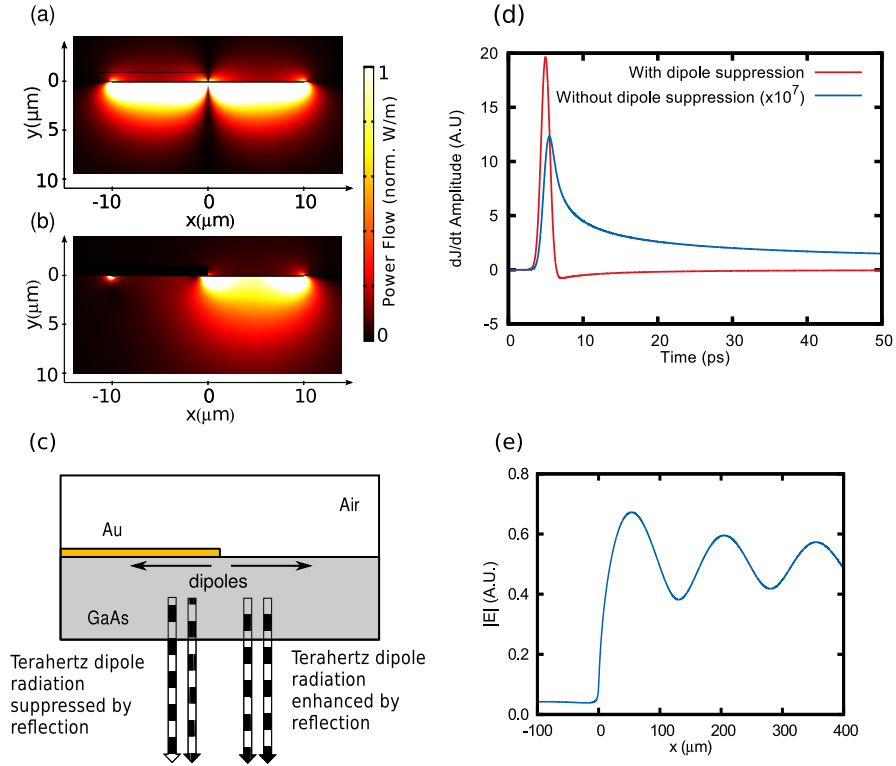 (a)
0
5
10
y(μm)
-10
0
10
x(μm)
(b)
0
5
10
y(μm)
-10
0
10
x(μm)
1
0
Power Flow (norm. W/m)
(c)
Air
Au
dipoles
GaAs
Terahertz dipole
radiation
suppressed by
reflection
Terahertz dipole
radiation
enhanced by
reflection
(d)
20
15
10
5
0
-5
dJ/dt Amplitude (A.U)
With dipole suppression
Without dipole suppression (x10⁷)
0
10
20
30
40
50
Time (ps)
(e)
0.8
0.6
0.4
0.2
0.0
|E| (A.U.)
-100
0
100
200
300
400
x (μm)